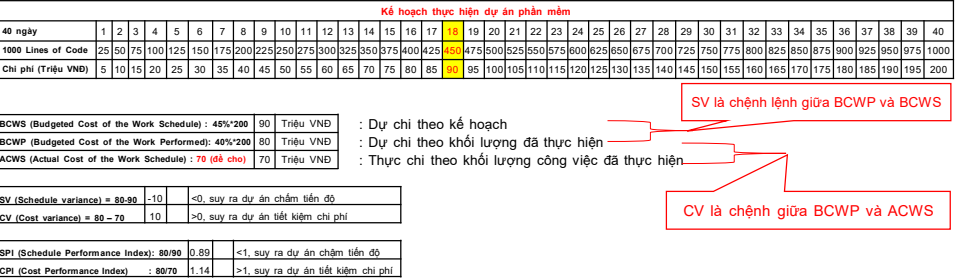 Kế hoạch thực hiện dự án phần mềm
40 ngày 1 2 3 4 5 6 7 8 9 10 11 12 13 14 15 16 17 18 19 20 21 22 23 24 25 26 27 28 29 30 31 32 33 34 35 36 37 38 39 40
1000 Lines of Code 25 50 75 100 125 150 175 200 225 250 275 300 325 350 375 400 425 450 475 500 525 550 575 600 625 650 675 700 725 750 775 800 825 850 875 900 925 950 975 1000
Chi phí (Triệu VNĐ) 5 10 15 20 25 30 35 40 45 50 55 60 65 70 75 80 85 90 95 100 105 110 115 120 125 130 135 140 145 150 155 160 165 170 175 180 185 190 195 200
SV là chệnh lệnh giữa BCWP và BCWS
BCWS (Budgeted Cost of the Work Schedule) : 45%*200 90 Triệu VNĐ : Dự chi theo kế hoạch
BCWP (Budgeted Cost of the Work Performed): 40%*200 80 Triệu VNĐ : Dự chi theo khối lượng đã thực hiện
ACWS (Actual Cost of the Work Schedule) : 70 (đề cho) 70 Triệu VNĐ : Thực chi theo khối lượng công việc đã thực hiện
SV (Schedule variance) = 80-90 -10 <0, suy ra dự án chấm tiến độ
CV (Cost variance) = 80 – 70 10 >0, suy ra dự án tiết kiệm chi phí
CV là chệnh giữa BCWP và ACWS
SPI (Schedule Performance Index): 80/90 0.89 <1, suy ra dự án chậm tiến độ
CPI (Cost Performance Index) : 80/70 1.14 >1, suy ra dự án tiết kiệm chi phí